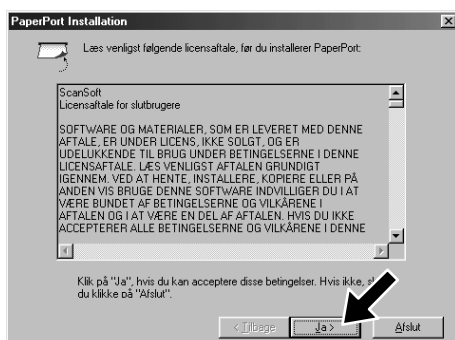 PaperPort Installation
Læs venligst følgende licensaftale, før du installerer PaperPort:
ScanSoft
Licensaftale for slutbrugere
SOFTWARE OG MATERIALER, SOM ER LEVERET MED DENNE
AFTALE, ER UNDER LICENS, IKKE SOLGT, OG ER
UDELUKKENDE TIL BRUG UNDER BETINGELSERNE I DENNE
LICENSAFTALE. LÆS VENLIGST AFTALEN GRUNDIGT
IGENNEM. VED AT HENTE, INSTALLERE, KOPIERE ELLER PÅ
ANDEN VIS BRUGE DENNE SOFTWARE INDVILLIGER DU I AT
VÆRE BUNDET AF BETINGELSERNE OG VILKÅRENE I
AFTALEN OG I AT VÆRE EN DEL AF AFTALEN. HVIS DU IKKE
ACCEPTERER ALLE BETINGELSERNE OG VILKÅRENE I DENNE
Klik på "Ja", hvis du kan acceptere disse betingelser. Hvis ikke,
du klikke på "Afslut".
< Tilbage
Ja >
Afslut